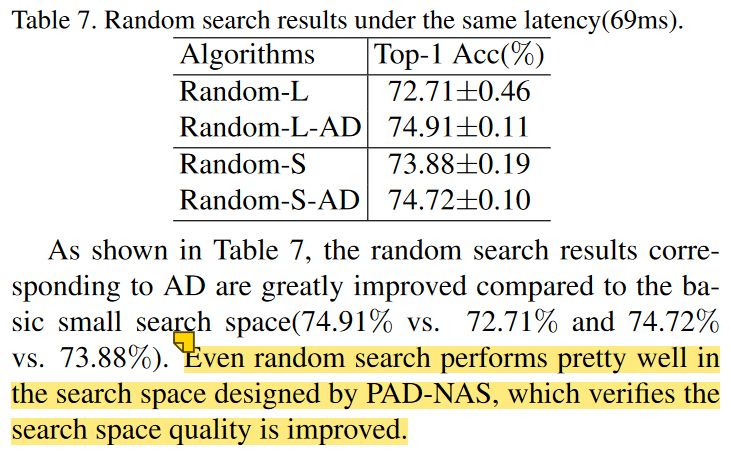 Table 7. Random search results under the same latency(69ms).
Algorithms Top-1 Acc(%)
Random-L 72.71±0.46
Random-L-AD 74.91±0.11
Random-S 73.88±0.19
Random-S-AD 74.72±0.10
As shown in Table 7, the random search results corre-
sponding to AD are greatly improved compared to the ba-
sic small search space(74.91% vs. 72.71% and 74.72%
vs. 73.88%). Even random search performs pretty well in
the search space designed by PAD-NAS, which verifies the
search space quality is improved.